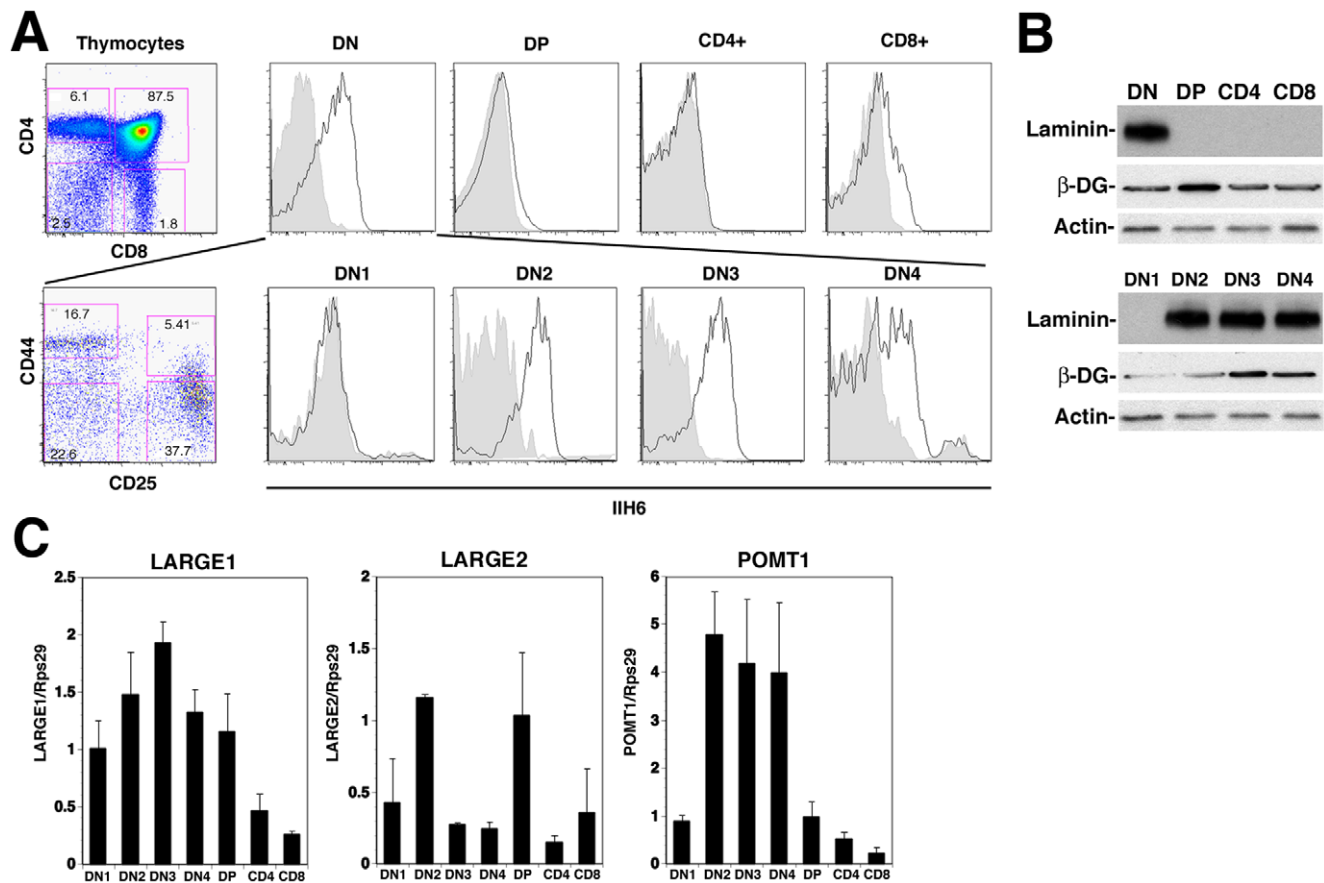 A
Thymocytes
DN
DP
CD4+
CD8+
6.1
87.5
CD4
2.5
1.8
CD8
DN1
DN2
DN3
DN4
16.7
5.41
CD44
22.6
37.7
CD25
IIH6
B
DN DP CD4 CD8
Laminin-
β-DG-
Actin-
DN1 DN2 DN3 DN4
Laminin-
β-DG-
Actin-
C
LARGE1
LARGE1/Rps29
2.5
2
1.5
1
0.5
0
DN1 DN2 DN3 DN4 DP CD4 CD8
LARGE2
LARGE2/Rps29
2
1.5
1
0.5
0
DN1 DN2 DN3 DN4 DP CD4 CD8
POMT1
POMT1/Rps29
6
5
4
3
2
1
0
DN1 DN2 DN3 DN4 DP CD4 CD8